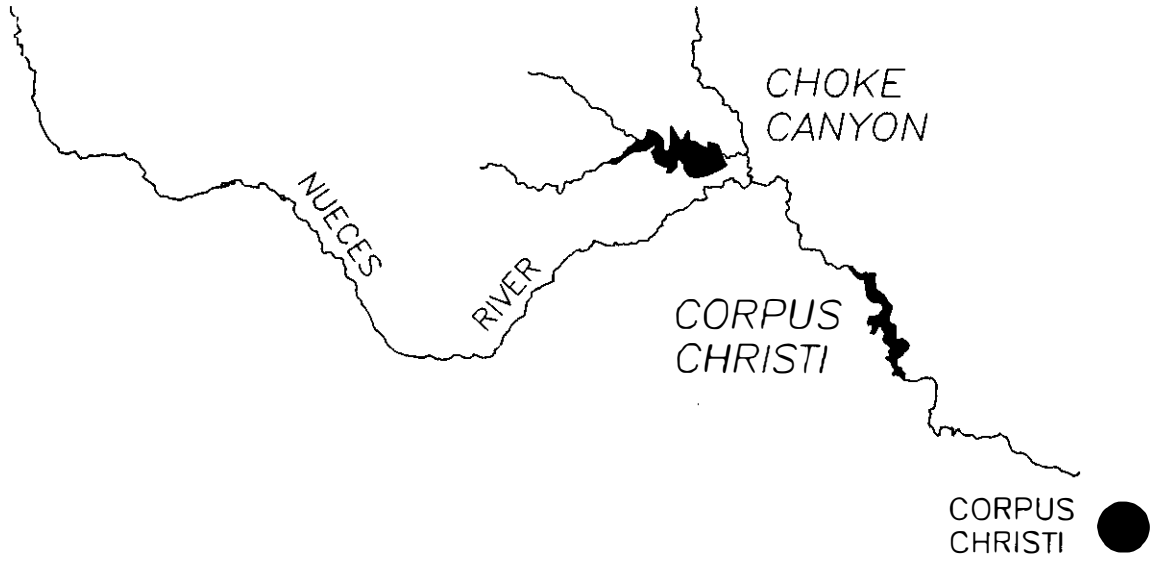 CHOKE
CANYON
NUECES
RIVER
CORPUS
CHRISTI
CORPUS
CHRISTI